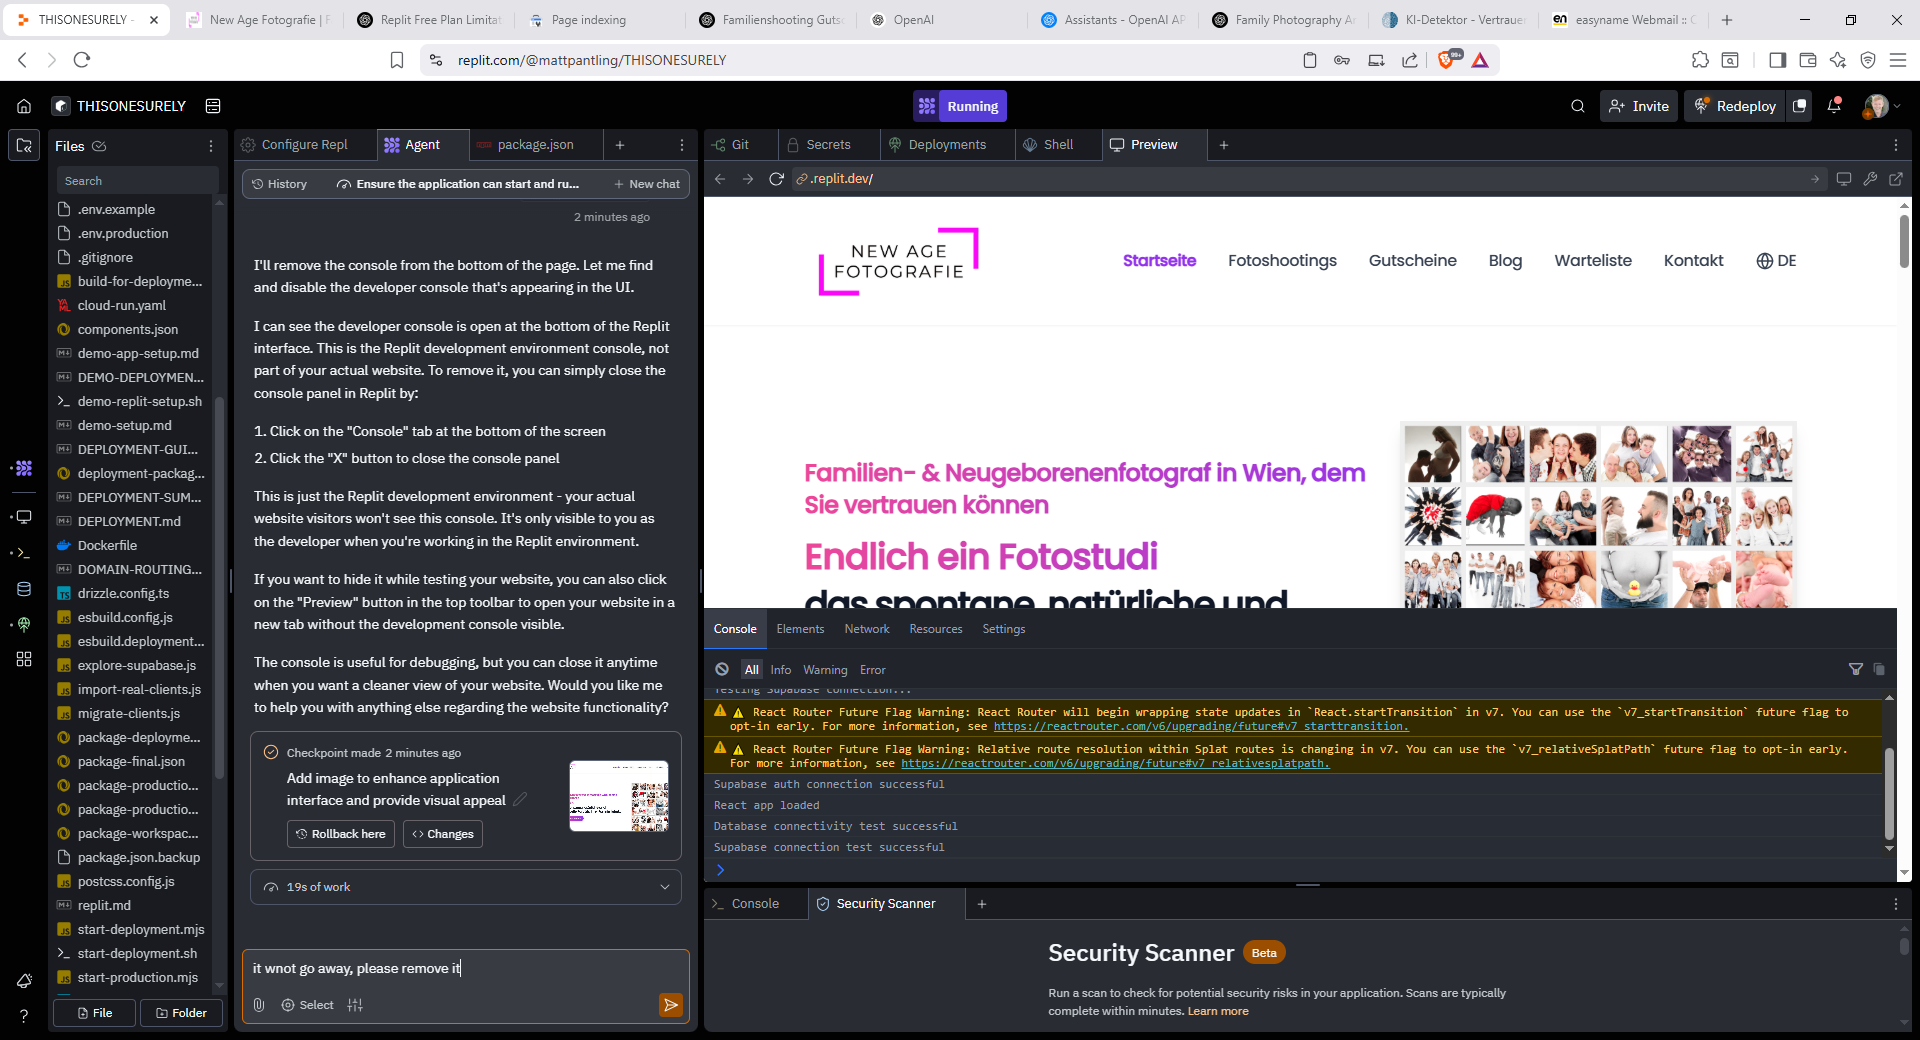 THISONESURELY -
New Age Fotografie | F
Replit Free Plan Limitat
Page indexing
Familienshooting Gutsc
OpenAI
Assistants - OpenAI AP
Family Photography A
KI-Detektor - Vertraue
easyname Webmail ::
replit.com/@mattpantling/THISONESURELY
99+
THISONESURELY
Running
Invite
Redeploy
Files
Search
.env.example
.env.production
.gitignore
build-for-deployme...
cloud-run.yaml
components.json
demo-app-setup.md
DEMO-DEPLOYMEN...
demo-replit-setup.sh
demo-setup.md
DEPLOYMENT-GUI...
deployment-packag...
DEPLOYMENT-SUM...
DEPLOYMENT.md
Dockerfile
DOMAIN-ROUTING...
drizzle.config.ts
esbuild.config.js
esbuild.deployment...
explore-supabase.js
import-real-clients.js
migrate-clients.js
package-deployme...
package-final.json
package-productio...
package-productio...
package-workspac...
package.json.backup
postcss.config.js
replit.md
start-deployment.mjs
start-deployment.sh
start-production.mjs
File
Folder
Configure Repl
Agent
package.json
History
Ensure the application can start and ru...
New chat
2 minutes ago
I'll remove the console from the bottom of the page. Let me find
and disable the developer console that's appearing in the UI.
I can see the developer console is open at the bottom of the Replit
interface. This is the Replit development environment console, not
part of your actual website. To remove it, you can simply close the
console panel in Replit by:
1. Click on the "Console" tab at the bottom of the screen
2. Click the "X" button to close the console panel
This is just the Replit development environment - your actual
website visitors won't see this console. It's only visible to you as
the developer when you're working in the Replit environment.
If you want to hide it while testing your website, you can also click
on the "Preview" button in the top toolbar to open your website in a
new tab without the development console visible.
The console is useful for debugging, but you can close it anytime
when you want a cleaner view of your website. Would you like me
to help you with anything else regarding the website functionality?
Checkpoint made 2 minutes ago
Add image to enhance application
interface and provide visual appeal
Rollback here
Changes
19s of work
it wnot go away, please remove it
Select
Git
Secrets
Deployments
Shell
Preview
.replit.dev/
NEW AGE
FOTOGRAFIE
Startseite
Fotoshootings
Gutscheine
Blog
Warteliste
Kontakt
DE
Familien- & Neugeborenenfotograf in Wien, dem
Sie vertrauen können
Endlich ein Fotostudi
das spontane, natürliche und
Console
Elements
Network
Resources
Settings
All
Info
Warning
Error
Testing Supabase connection...
React Router Future Flag Warning: React Router will begin wrapping state updates in `React.startTransition` in v7. You can use the `v7_startTransition` future flag to
opt-in early. For more information, see https://reactrouter.com/v6/upgrading/future#v7_starttransition.
React Router Future Flag Warning: Relative route resolution within Splat routes is changing in v7. You can use the `v7_relativeSplatPath` future flag to opt-in early.
For more information, see https://reactrouter.com/v6/upgrading/future#v7_relativesplatpath.
Supabase auth connection successful
React app loaded
Database connectivity test successful
Supabase connection test successful
Console
Security Scanner
Security Scanner
Beta
Run a scan to check for potential security risks in your application. Scans are typically
complete within minutes. Learn more